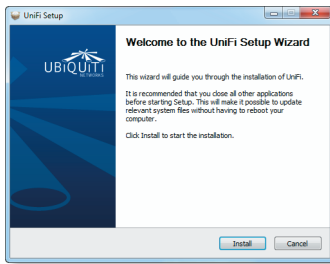 UniFi Setup
Welcome to the UniFi Setup Wizard
UBiQUiTi
NETWORKS
This wizard will guide you through the installation of UniFi.
It is recommended that you close all other applications
before starting Setup. This will make it possible to update
relevant system files without having to reboot your
computer.
Click Install to start the installation.
Install
Cancel